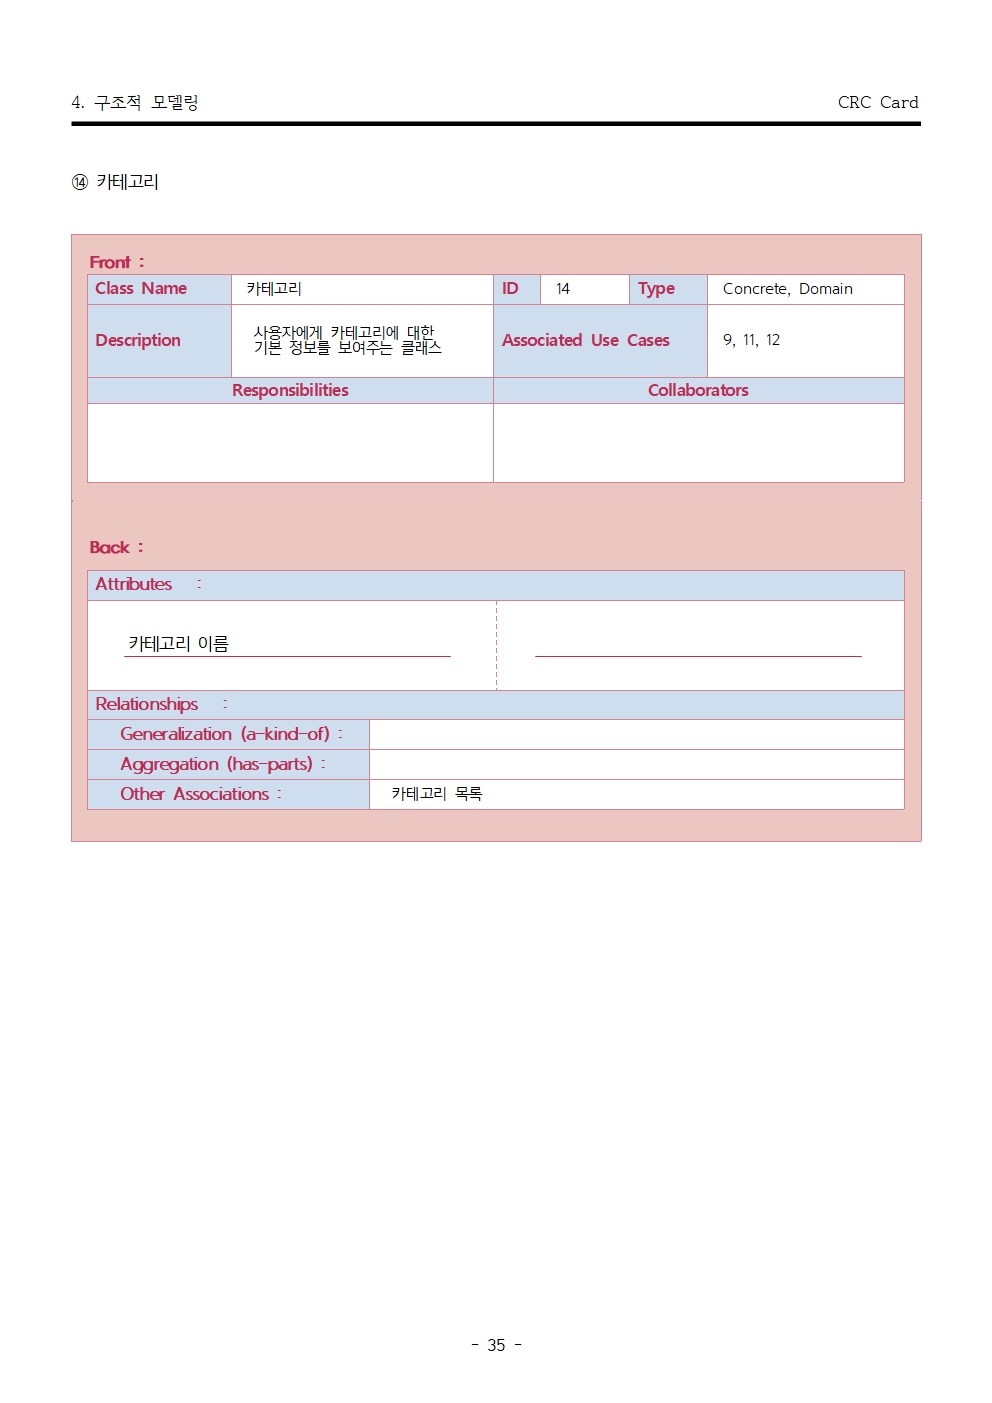 4. 구조적 모델링 CRC Card
⑭ 카테고리
Front :
Class Name 카테고리 ID 14 Type Concrete, Domain
Description 사용자에게 카테고리에 대한
기본 정보를 보여주는 클래스 Associated Use Cases 9, 11, 12
Responsibilities Collaborators
Back :
Attributes :
카테고리 이름
Relationships :
Generalization (a-kind-of) :
Aggregation (has-parts) :
Other Associations : 카테고리 목록
- 35 -